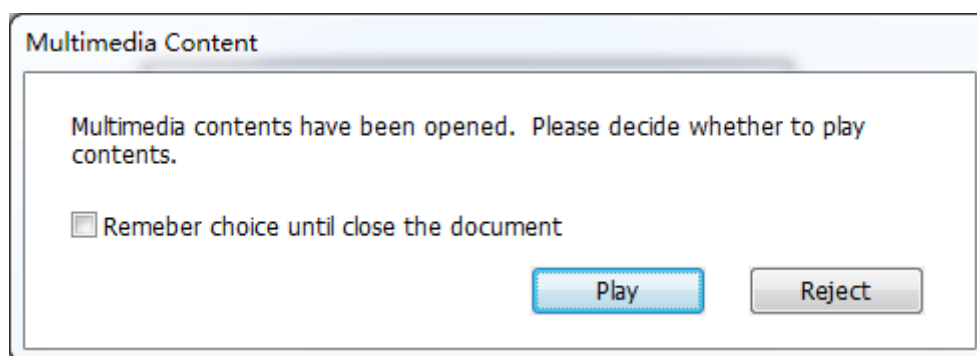 Multimedia Content
Multimedia contents have been opened.  Please decide whether to play
contents.
Remeber choice until close the document
Play
Reject